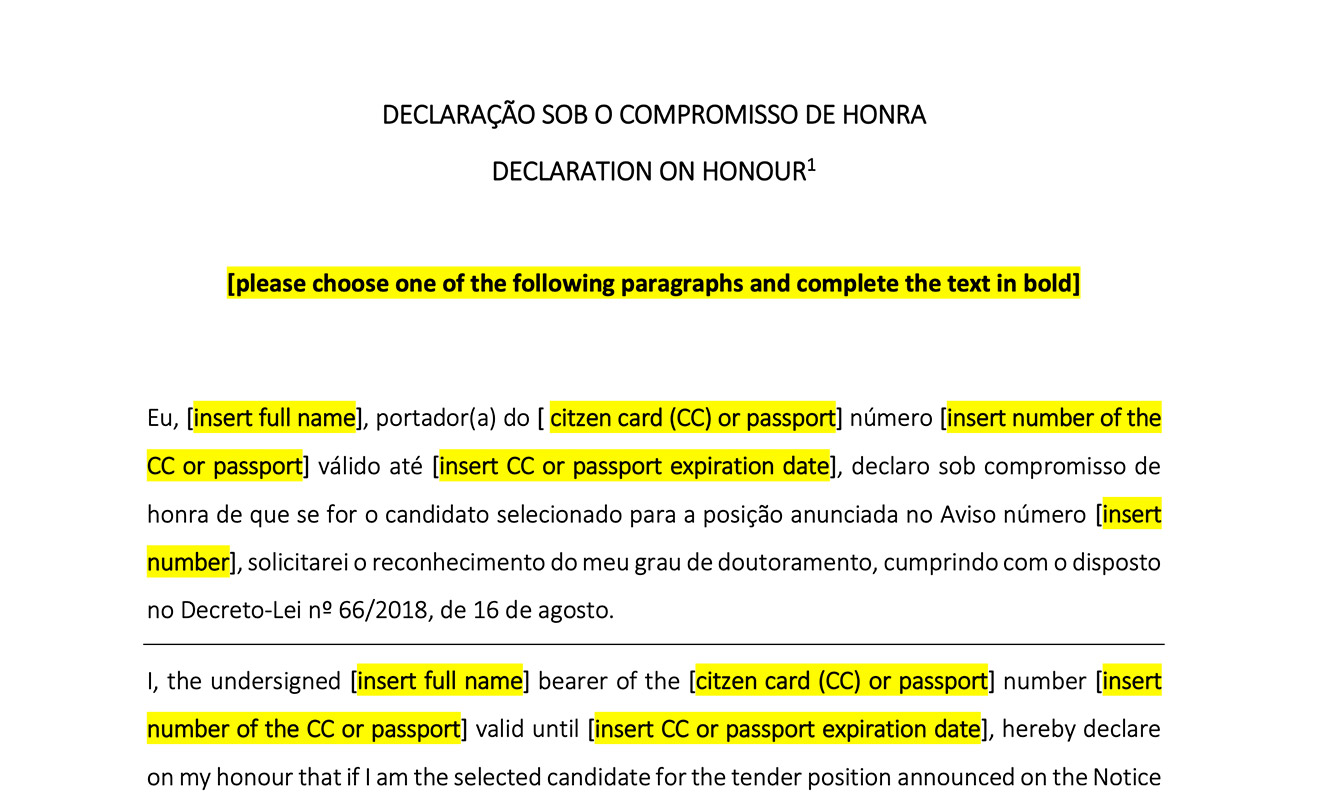 DECLARAÇÃO SOB O COMPROMISSO DE HONRA
DECLARATION ON HONOUR¹
[please choose one of the following paragraphs and complete the text in bold]
Eu, [insert full name], portador(a) do [ citzen card (CC) or passport] número [insert number of the
CC or passport] válido até [insert CC or passport expiration date], declaro sob compromisso de
honra de que se for o candidato selecionado para a posição anunciada no Aviso número [insert
number], solicitarei o reconhecimento do meu grau de doutoramento, cumprindo com o disposto
no Decreto-Lei nº 66/2018, de 16 de agosto.
I, the undersigned [insert full name] bearer of the [citzen card (CC) or passport] number [insert
number of the CC or passport] valid until [insert CC or passport expiration date], hereby declare
on my honour that if I am the selected candidate for the tender position announced on the Notice